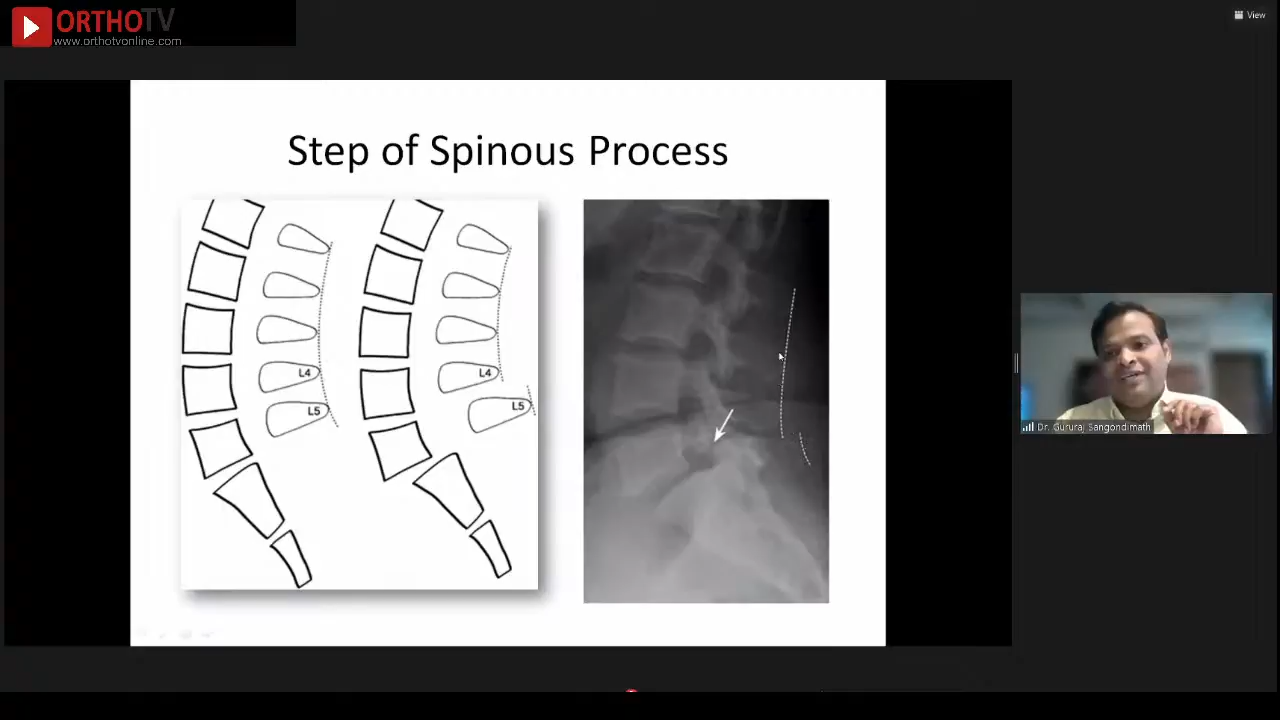 ORTHOTV
www.orthotvonline.com
View
Step of Spinous Process
L4
L5
L4
L5
Dr. Gururaj Sangondimath